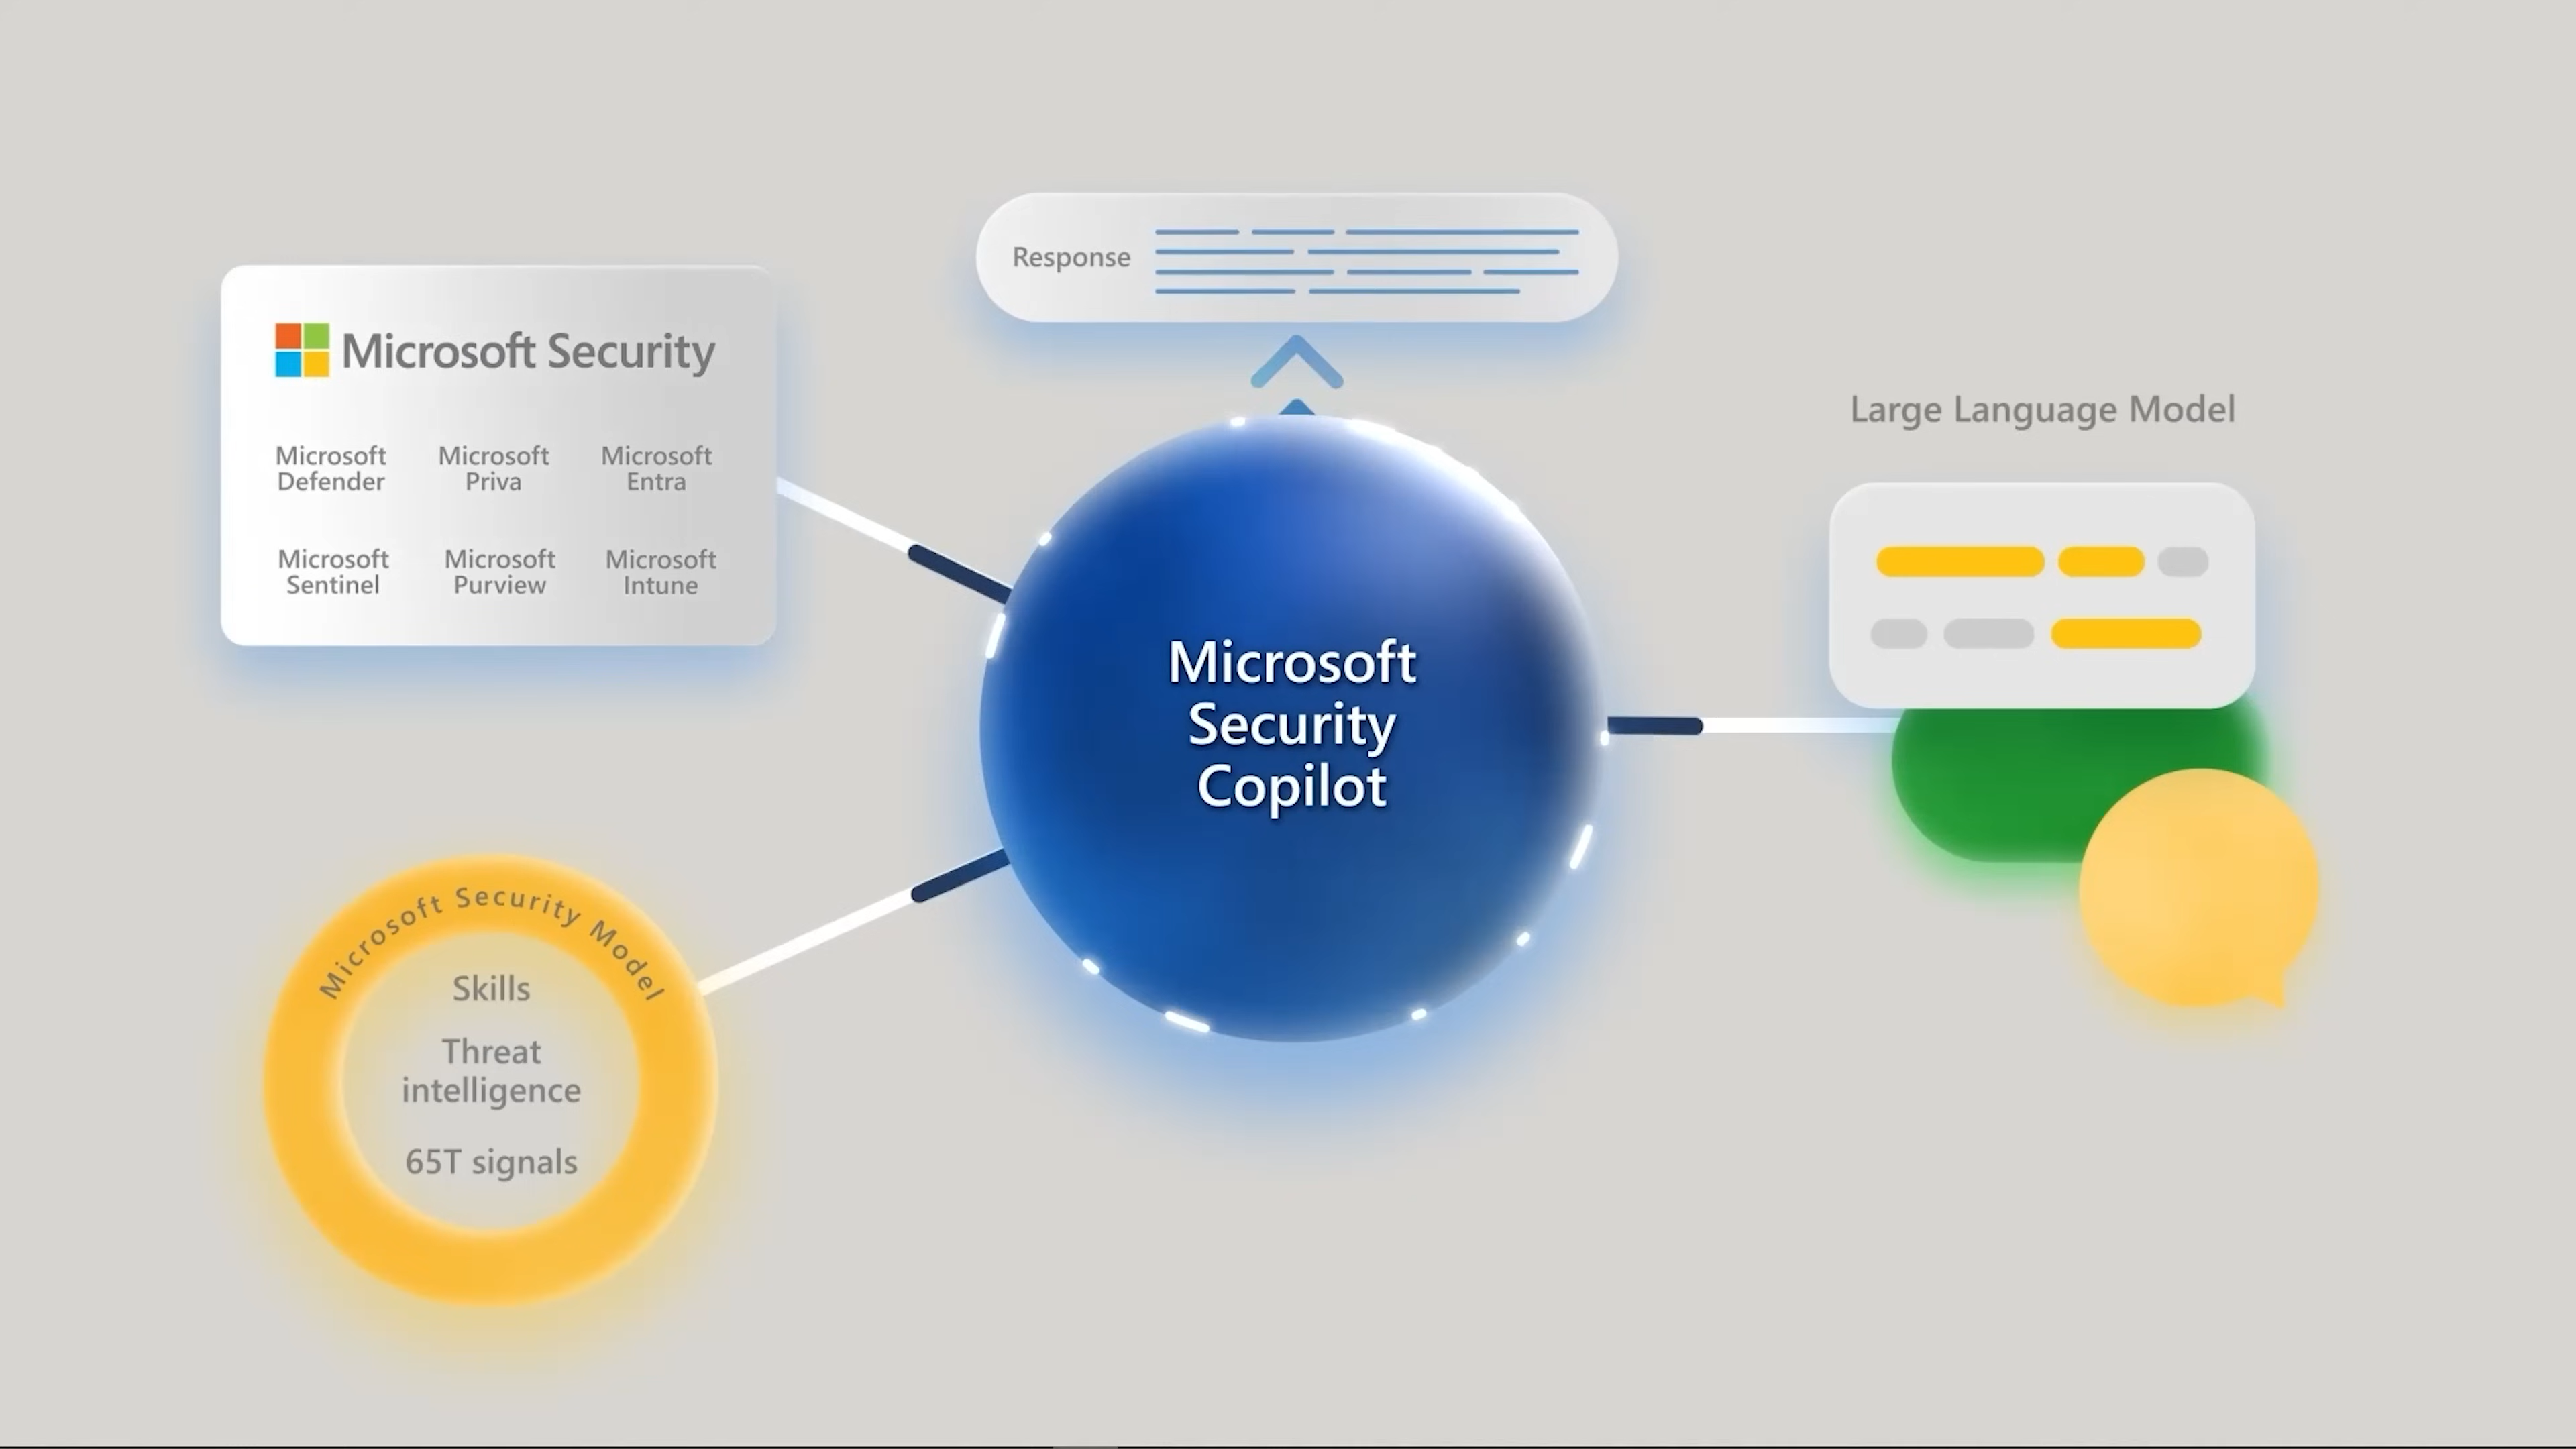 Response
Microsoft Security
Microsoft
Defender
Microsoft
Priva
Microsoft
Entra
Microsoft
Sentinel
Microsoft
Purview
Microsoft
Intune
Microsoft
Security
Copilot
Large Language Model
Microsoft Security Model
Skills
Threat
intelligence
65T signals